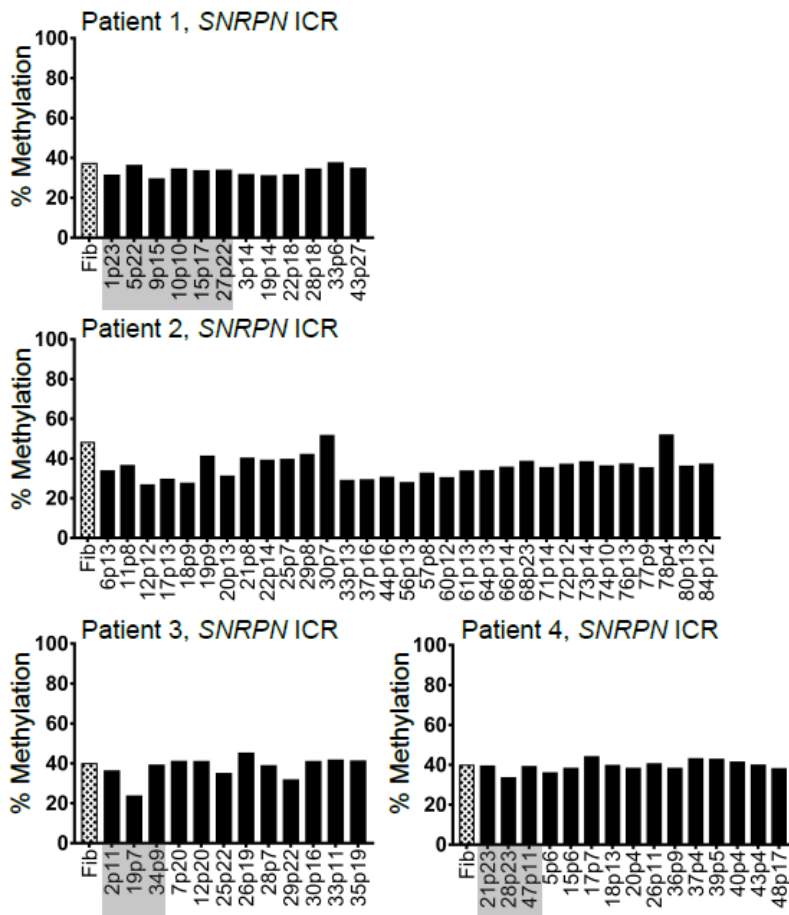 Patient 1, SNRPN ICR
% Methylation
100
80
60
40
20
0
Fib
1p23
5p22
9p15
10p10
15p17
27p22
3p14
19p14
22p18
28p18
33p6
43p27
Patient 2, SNRPN ICR
% Methylation
100
80
60
40
20
0
Fib
6p13
11p8
12p12
17p13
18p9
19p9
20p13
21p8
22p14
25p7
29p8
30p7
33p13
37p16
44p16
56p13
57p8
60p12
61p13
64p13
66p14
68p23
71p14
72p12
73p14
74p10
76p13
77p9
78p4
80p13
84p12
Patient 3, SNRPN ICR
% Methylation
100
80
60
40
20
0
Fib
2p11
19p7
34p9
7p20
12p20
25p22
26p19
28p7
29p22
30p16
33p11
35p19
Patient 4, SNRPN ICR
% Methylation
100
80
60
40
20
0
Fib
21p23
28p23
47p11
5p6
15p6
17p7
18p13
20p4
26p11
36p9
37p4
39p5
40p4
43p4
48p17